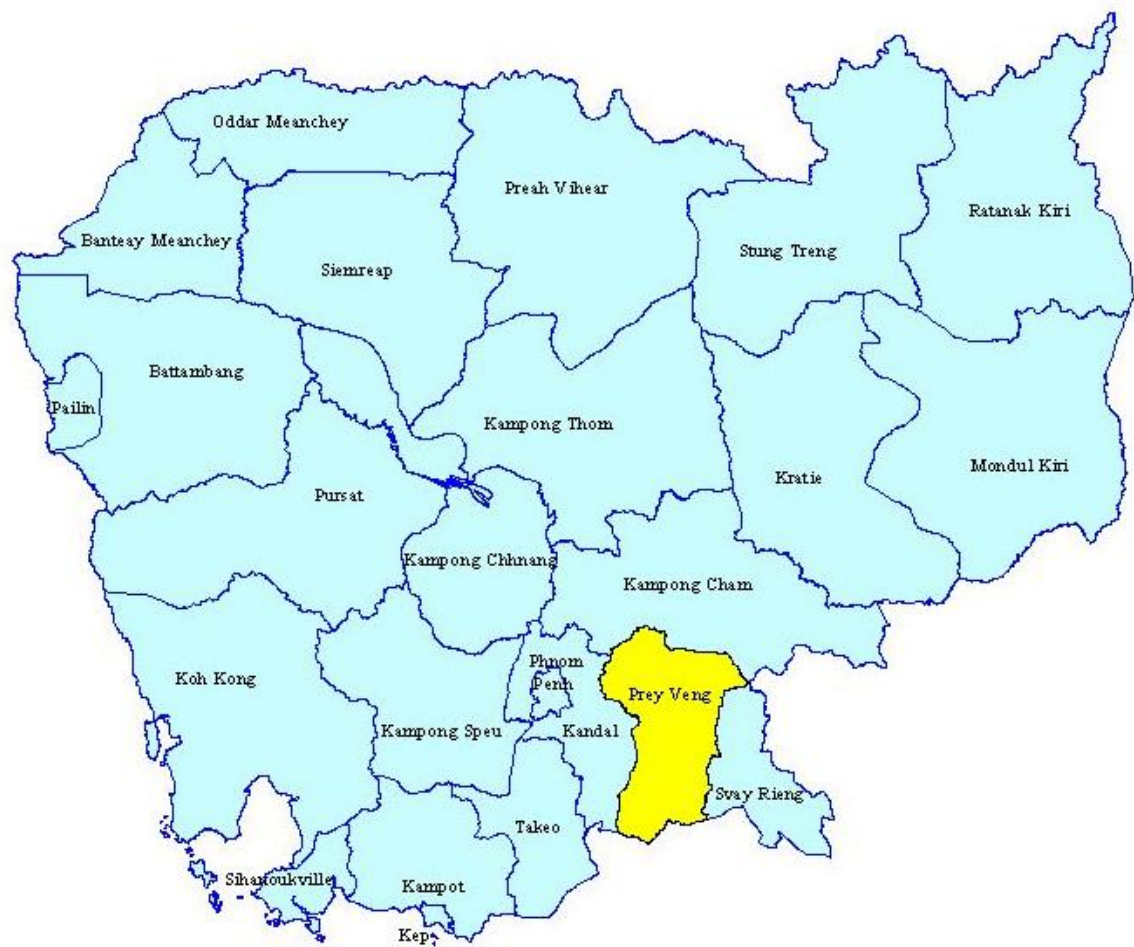 Oddar Meanchey
Preah Vihear
Ratanak Kiri
Banteay Meanchey
Stung Treng
Siemreap
Battambang
Pailin
Kampong Thom
Mondul Kiri
Kratie
Pursat
Kampong Chhnang
Kampong Cham
Phnom
Penh
Koh Kong
Prey Veng
Kampong Speu
Kandal
Svay Rieng
Takeo
Sihanoukville
Kampot
Kep